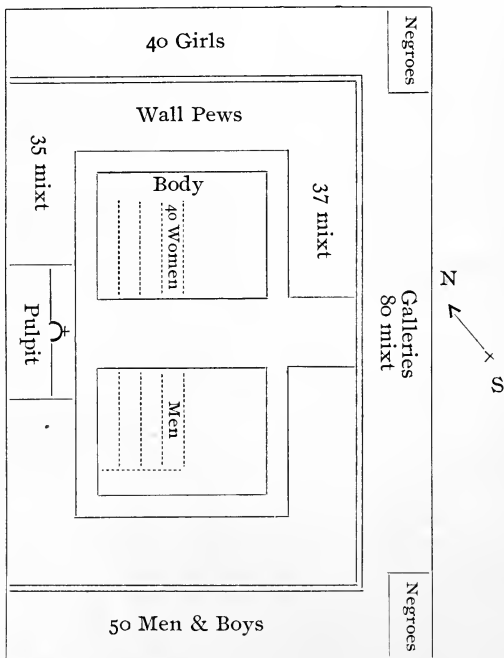 40 Girls
Negroes
Wall Pews
35 mixt
Body
40 Women
37 mixt
N
S
Galleries
80 mixt
Pulpit
Men
50 Men & Boys
Negroes